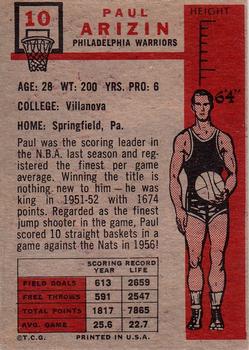 10
PAUL
ARIZIN
PHILADELPHIA WARRIORS
HEIGHT
6'4"
AGE: 28 WT: 200 YRS. PRO: 6
COLLEGE: Villanova
HOME: Springfield, Pa.
Paul was the scoring leader in
the N.B.A. last season and reg-
istered the finest per game
average. Winning the title is
nothing new to him — he was
king in 1951-52 with 1674
points. Regarded as the finest
jump shooter in the game, Paul
scored 10 straight baskets in a
game against the Nats in 1956!
SCORING RECORD
YEAR LIFE
FIELD GOALS 613 2659
FREE THROWS 591 2547
TOTAL POINTS 1817 7865
AVG. GAME 25.6 22.7
©T.C.G. PRINTED IN U.S.A.